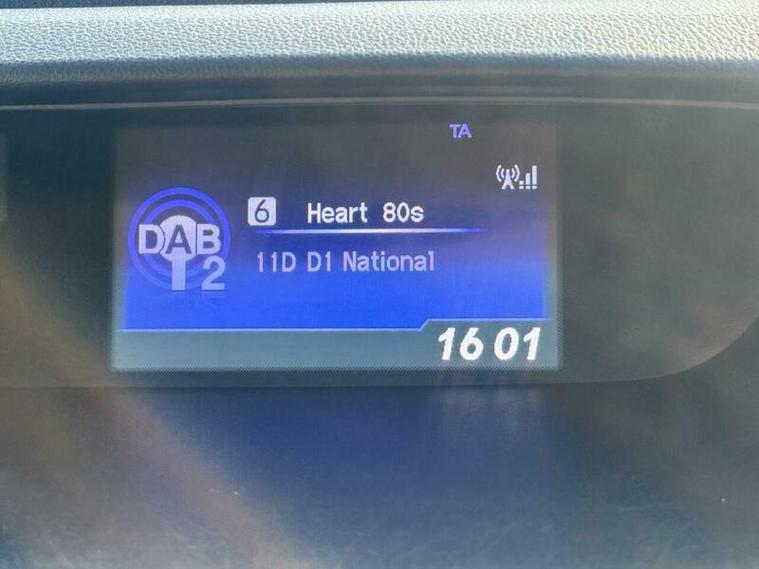 TA
6 Heart 80s
DAB
2
11D D1 National
16 01